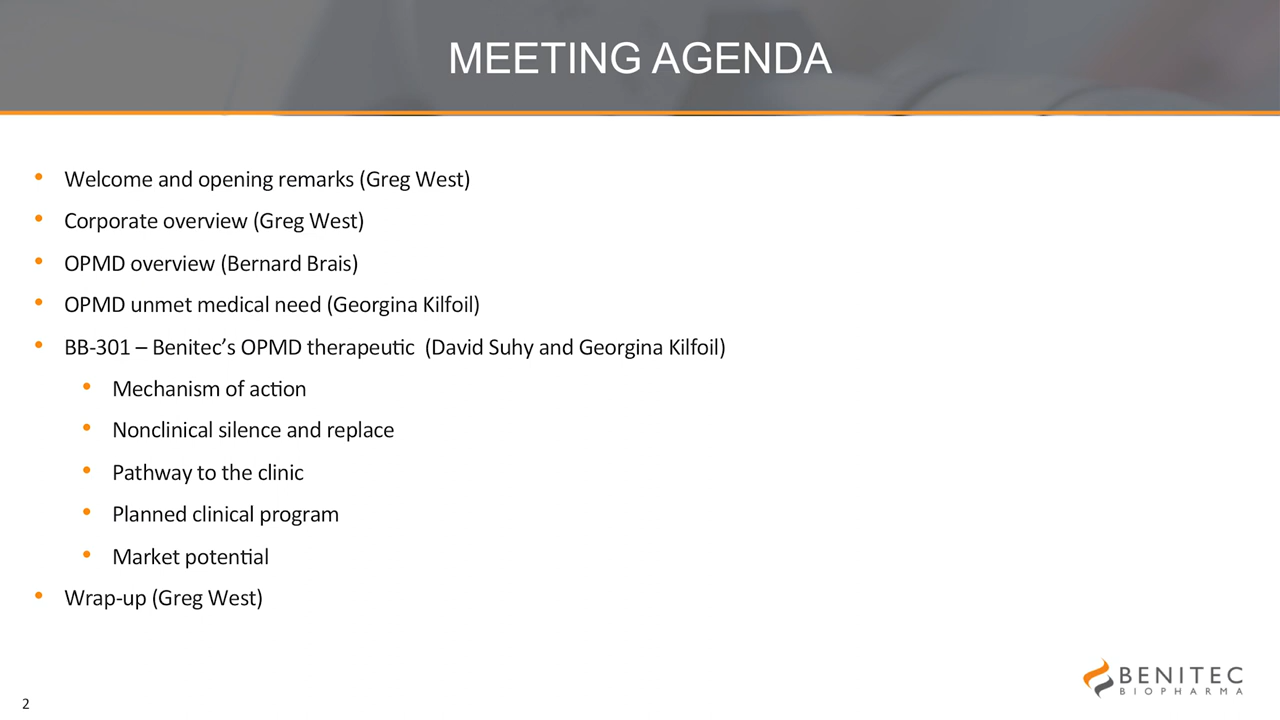 MEETING AGENDA
• Welcome and opening remarks (Greg West)
• Corporate overview (Greg West)
• OPMD overview (Bernard Brais)
• OPMD unmet medical need (Georgina Kilfoil)
• BB-301 – Benitec’s OPMD therapeutic  (David Suhy and Georgina Kilfoil)
• Mechanism of action
• Nonclinical silence and replace
• Pathway to the clinic
• Planned clinical program
• Market potential
• Wrap-up (Greg West)
BENITEC
BIOPHARMA
2